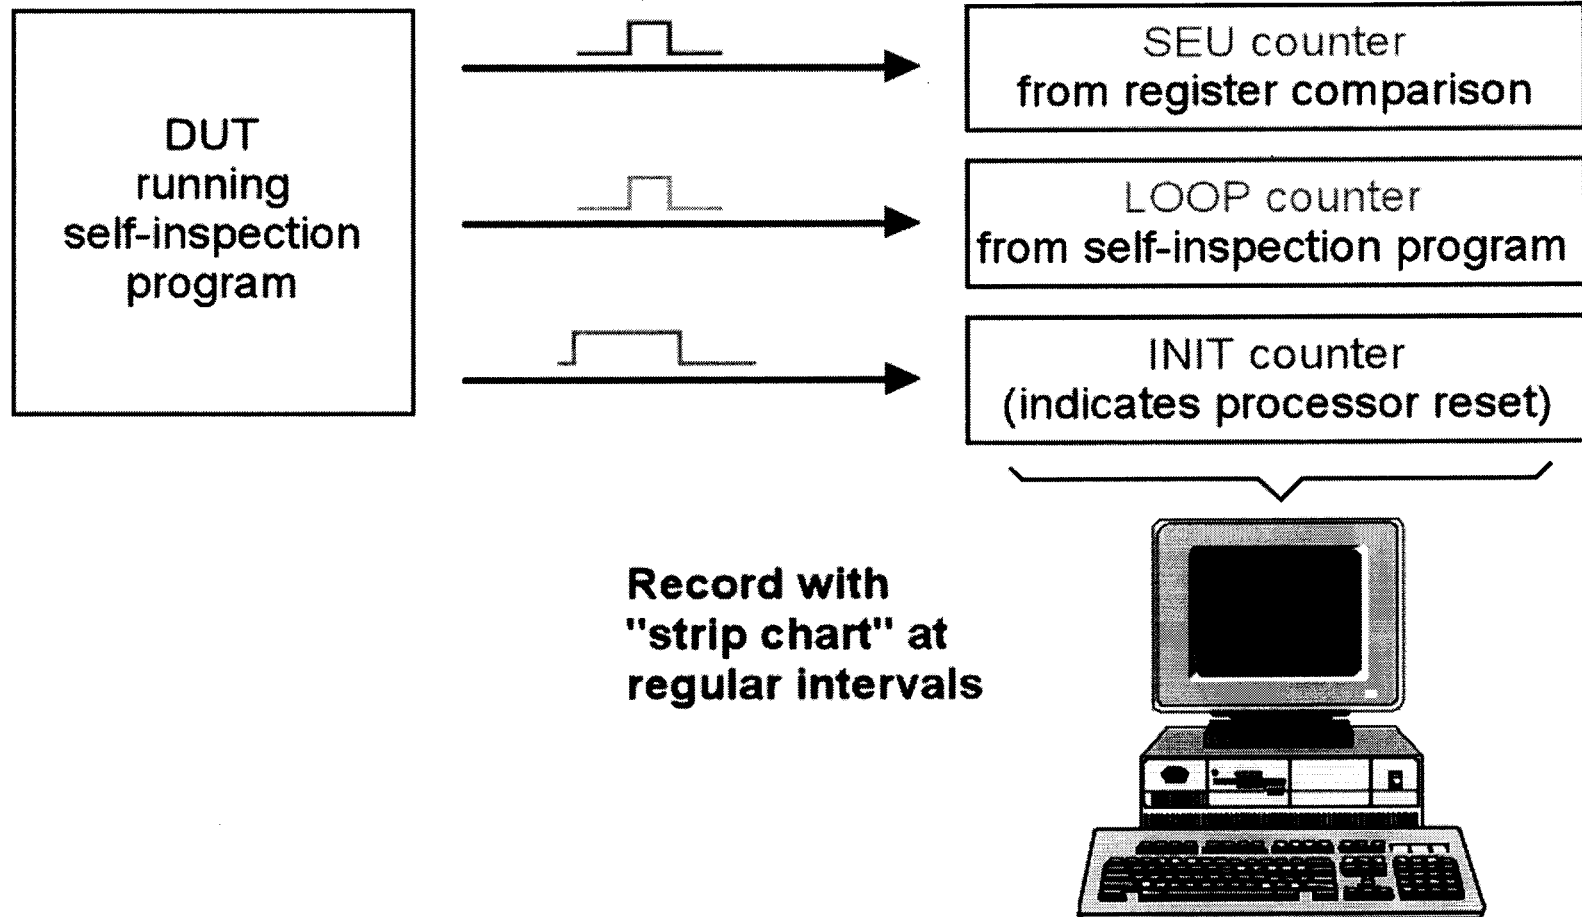 DUT
running
self-inspection
program
SEU counter
from register comparison
LOOP counter
from self-inspection program
INIT counter
(indicates processor reset)
Record with
"strip chart" at
regular intervals